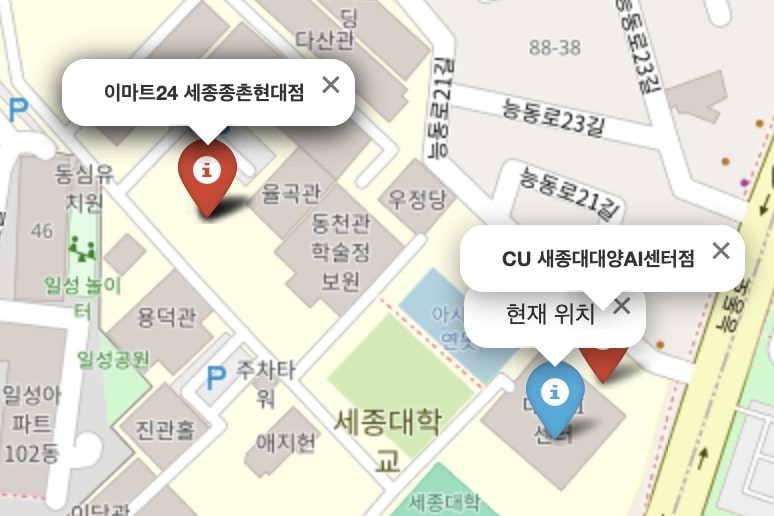 딩
다산관
88-38
능동로23길
이마트24 세종종촌현대점
P
능동로21길
능동로23길
동심유
치원
율곡관
우정당
능동로21길
46
동천관
학술정
보원
CU 새종대대양AI센터점
일성 놀이
터
현재 위치
용덕관
아시
연못
일성공원
P
주차타
워
일성아
파트
102동
진관홀
애지헌
세종대학
교
센터
세종대학
이당관